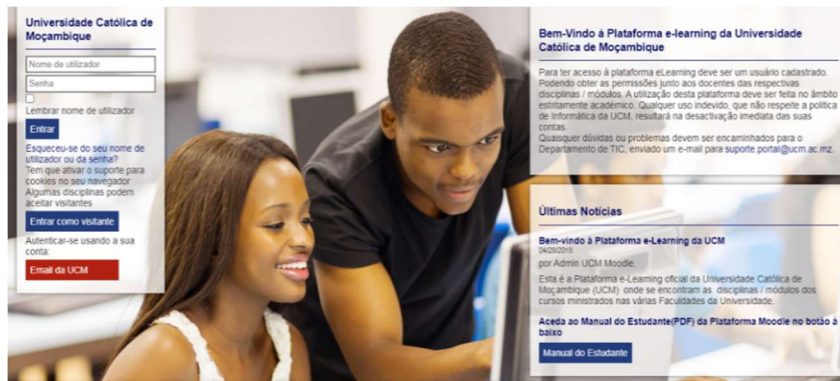 Universidade Católica de
Moçambique
Nome de utilizador
Senha
Lembrar nome de utilizador
Entrar
Esqueceu-se do seu nome de
utilizador ou da senha?
Tem que ativar o suporte para
cookies no seu navegador
Algumas disciplinas podem
aceitar visitantes
Entrar como visitante
Autenticar-se usando a sua
conta:
Email da UCM
Bem-Vindo á Plataforma e-learning da Universidade
Católica de Moçambique
Para ter acesso à plataforma eLearning deve ser um usuário cadastrado.
Podendo obter as permissões junto aos docentes das respectivas
disciplinas / módulos. A utilização desta plataforma deve ser feita no âmbito
estritamente académico. Qualquer uso indevido, que não respeite a política
de Informática da UCM, resultará na desactivação imediata das suas
contas.
Quaisquer dúvidas ou problemas devem ser encaminhados para o
Departamento de TIC, enviado um e-mail para suporte.portal@ucm.ac.mz.
Últimas Notícias
Bem-vindo à Plataforma e-Learning da UCM
04/29/2016
por Admin UCM Moodle.
Esta é a Plataforma e-Learning oficial da Universidade Católica de
Moçambique (UCM) onde se encontram as disciplinas / módulos dos
cursos ministrados nas várias Faculdades da Universidade.
Aceda ao Manual do Estudante(PDF) da Plataforma Moodle no botão à
baixo
Manual do Estudante